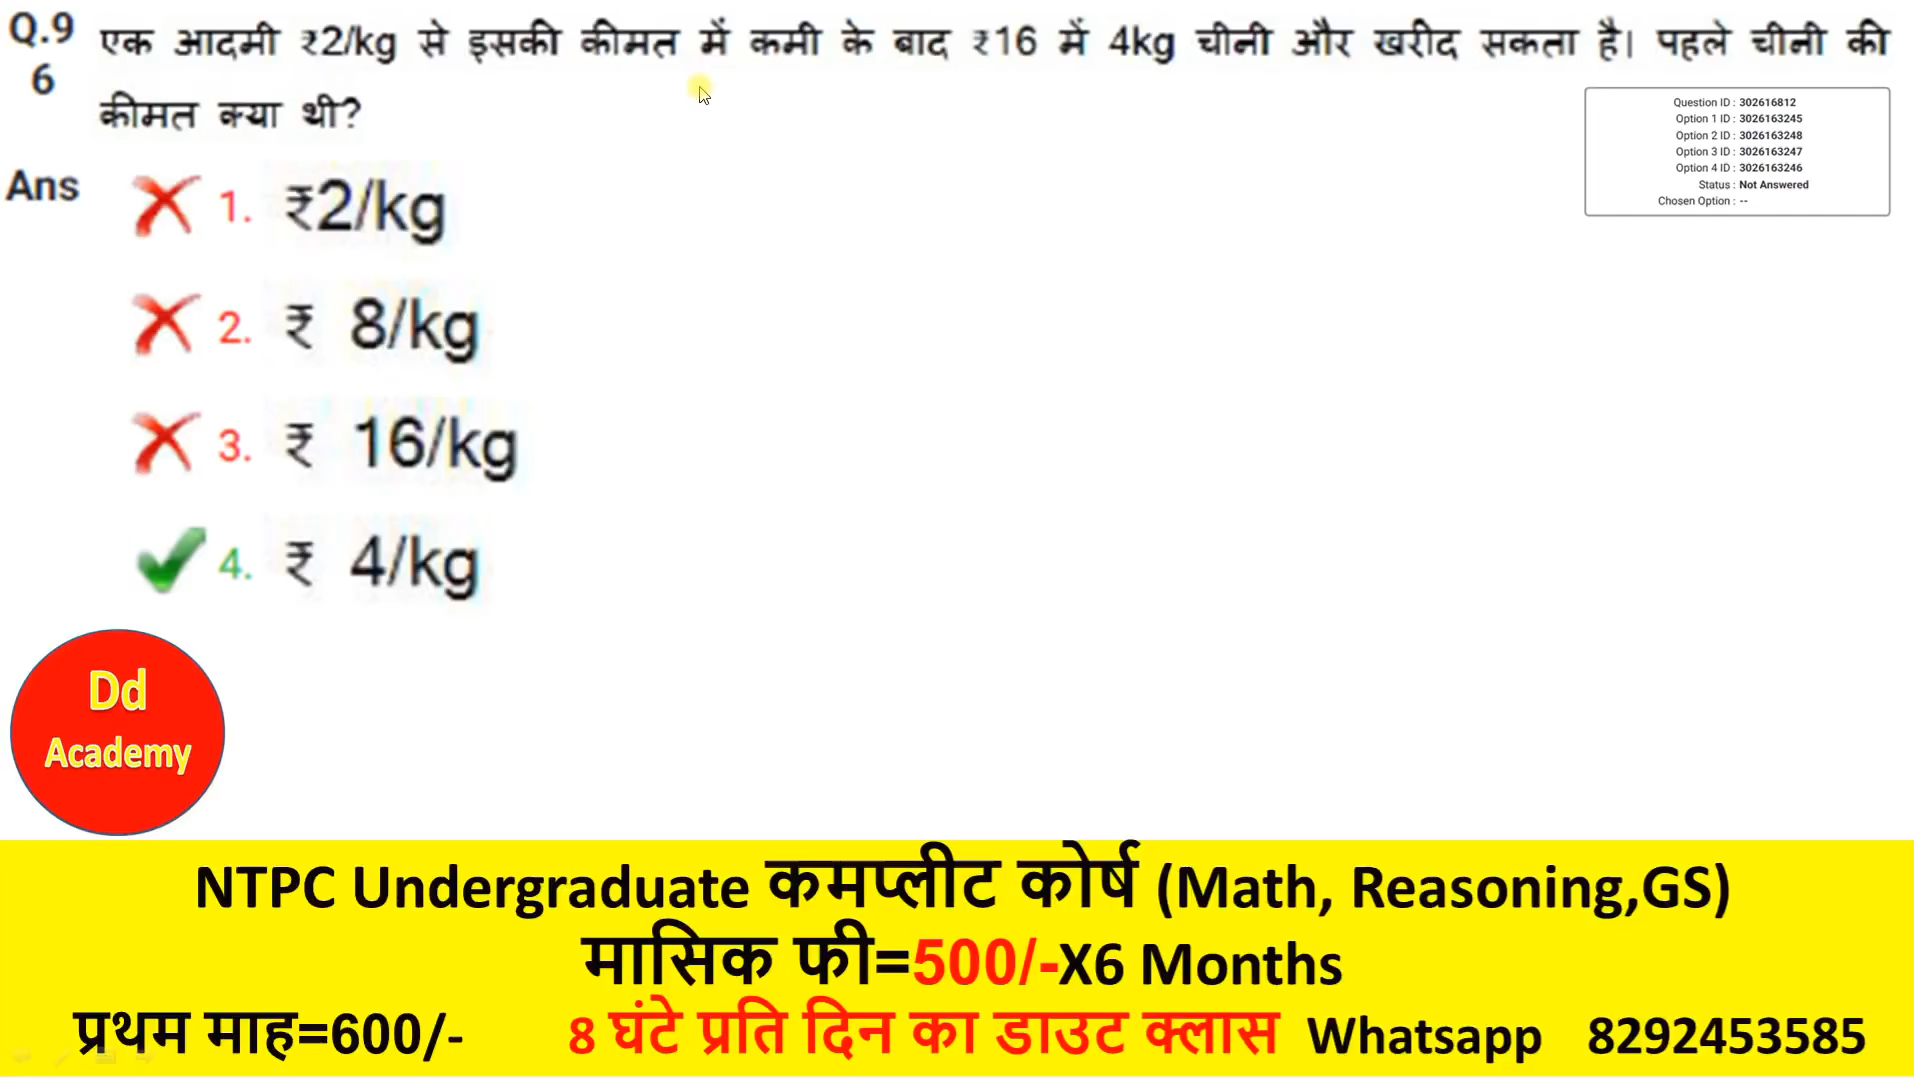 Q.9
6
एक आदमी ₹2/kg से इसकी कीमत में कमी के बाद ₹16 में 4kg चीनी और खरीद सकता है। पहले चीनी की
कीमत क्या थी?
Question ID : 302616812
Option 1 ID : 3026163245
Option 2 ID : 3026163248
Option 3 ID : 3026163247
Option 4 ID : 3026163246
Status : Not Answered
Chosen Option : --
Ans
1. ₹2/kg
2. ₹ 8/kg
3. ₹ 16/kg
4. ₹ 4/kg
Dd
Academy
NTPC Undergraduate कमप्लीट कोर्ष (Math, Reasoning,GS)
मासिक फी=500/-X6 Months
प्रथम माह=600/- 8 घंटे प्रति दिन का डाउट क्लास Whatsapp 8292453585